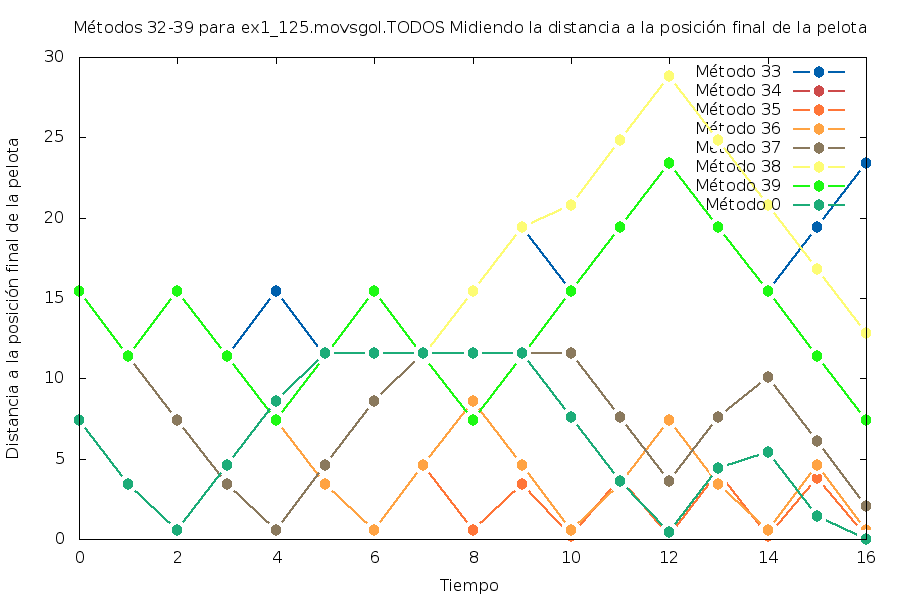 Métodos 32-39 para ex1_125.movsgol.TODOS Midiendo la distancia a la posición final de la pelota
30
25
20
15
10
5
0
Distancia a la posición final de la pelota
Método 33
Método 34
Método 35
Método 36
Método 37
Método 38
Método 39
Método 0
0 2 4 6 8 10 12 14 16
Tiempo